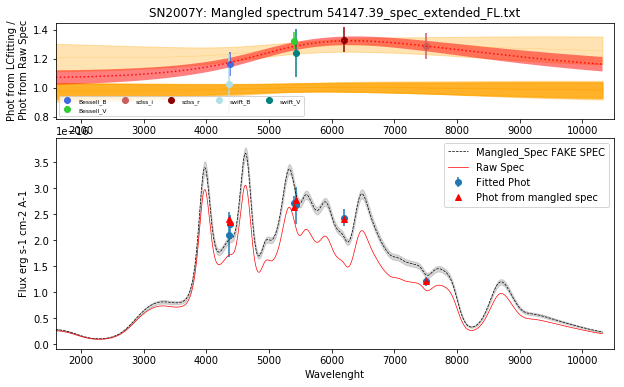 SN2007Y: Mangled spectrum 54147.39_spec_extended_FL.txt
Phot from LCfitting /
Phot from Raw Spec
1.4
1.2
1.0
0.8
Bessell_B
sdss_i
sdss_r
swift_B
swift_V
Bessell_V
2000 3000 4000 5000 6000 7000 8000 9000 10000
1e−16
Flux erg s-1 cm-2 A-1
3.5
3.0
2.5
2.0
1.5
1.0
0.5
0.0
Mangled_Spec FAKE SPEC
Raw Spec
Fitted Phot
Phot from mangled spec
2000 3000 4000 5000 6000 7000 8000 9000 10000
Wavelenght